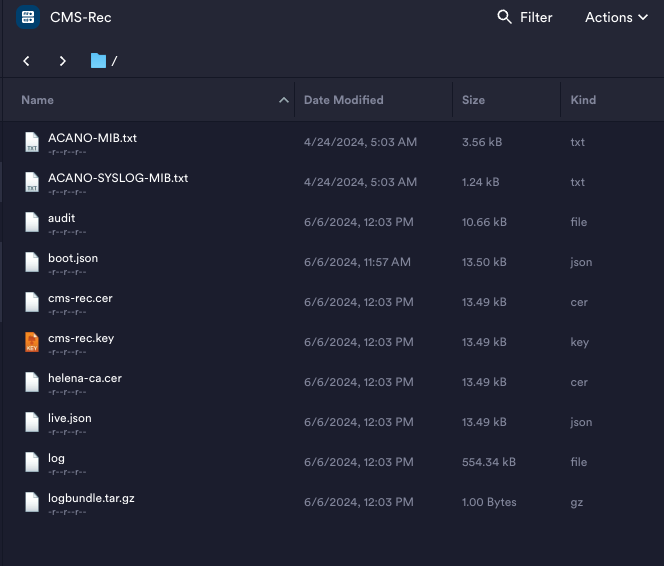 CMS-Rec Filter Actions
/
Name Date Modified Size Kind
ACANO-MIB.txt 4/24/2024, 5:03 AM 3.56 kB txt
-r--r--r--
ACANO-SYSLOG-MIB.txt 4/24/2024, 5:03 AM 1.24 kB txt
-r--r--r--
audit 6/6/2024, 12:03 PM 10.66 kB file
-r--r--r--
boot.json 6/6/2024, 11:57 AM 13.50 kB json
-r--r--r--
cms-rec.cer 6/6/2024, 12:03 PM 13.49 kB cer
-r--r--r--
cms-rec.key 6/6/2024, 12:03 PM 13.49 kB key
-r--r--r--
helena-ca.cer 6/6/2024, 12:03 PM 13.49 kB cer
-r--r--r--
live.json 6/6/2024, 12:03 PM 13.49 kB json
-r--r--r--
log 6/6/2024, 12:03 PM 554.34 kB file
-r--r--r--
logbundle.tar.gz 6/6/2024, 12:03 PM 1.00 Bytes gz
-r--r--r--
TXT
TXT
KEY